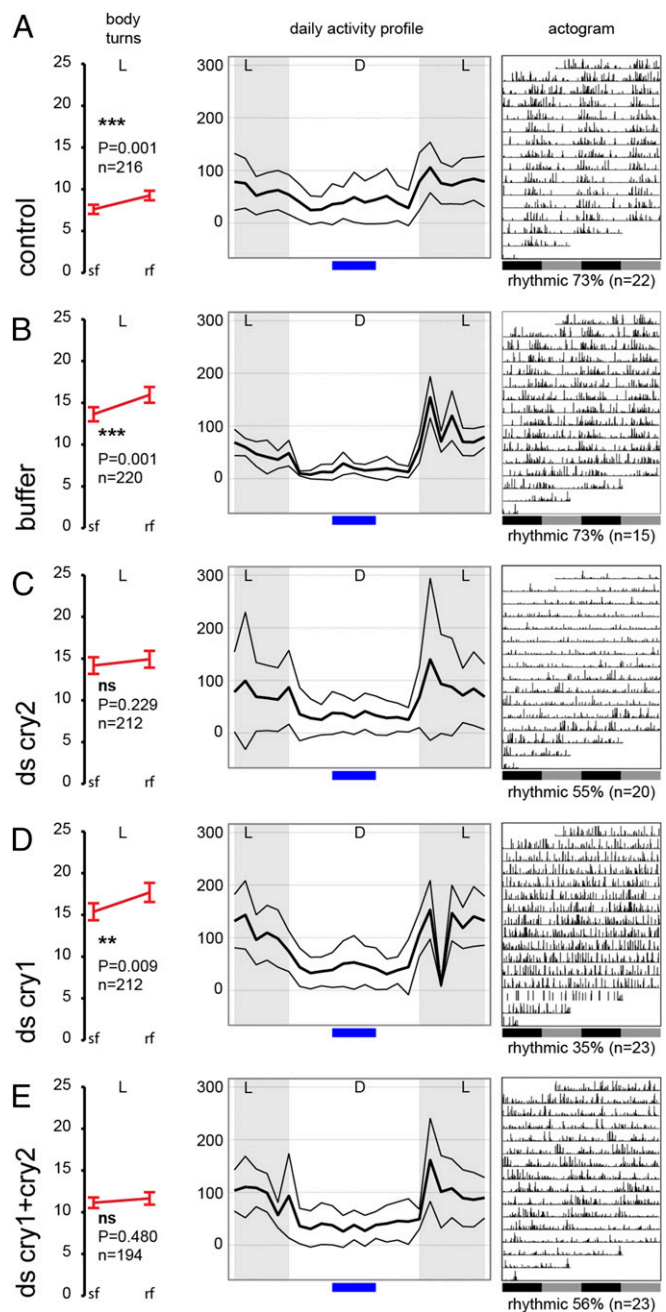 A
body turns
daily activity profile
actogram
control
25
20
15
10
5
0
L
***
P=0.001
n=216
sf
rf
300
200
100
0
L
D
L
rhythmic 73% (n=22)
B
buffer
25
20
15
10
5
0
L
***
P=0.001
n=220
sf
rf
300
200
100
0
L
D
L
rhythmic 73% (n=15)
C
ds cry2
25
20
15
10
5
0
L
ns
P=0.229
n=212
sf
rf
300
200
100
0
L
D
L
rhythmic 55% (n=20)
D
ds cry1
25
20
15
10
5
0
L
**
P=0.009
n=212
sf
rf
300
200
100
0
L
D
L
rhythmic 35% (n=23)
E
ds cry1+cry2
25
20
15
10
5
0
L
ns
P=0.480
n=194
sf
rf
300
200
100
0
L
D
L
rhythmic 56% (n=23)